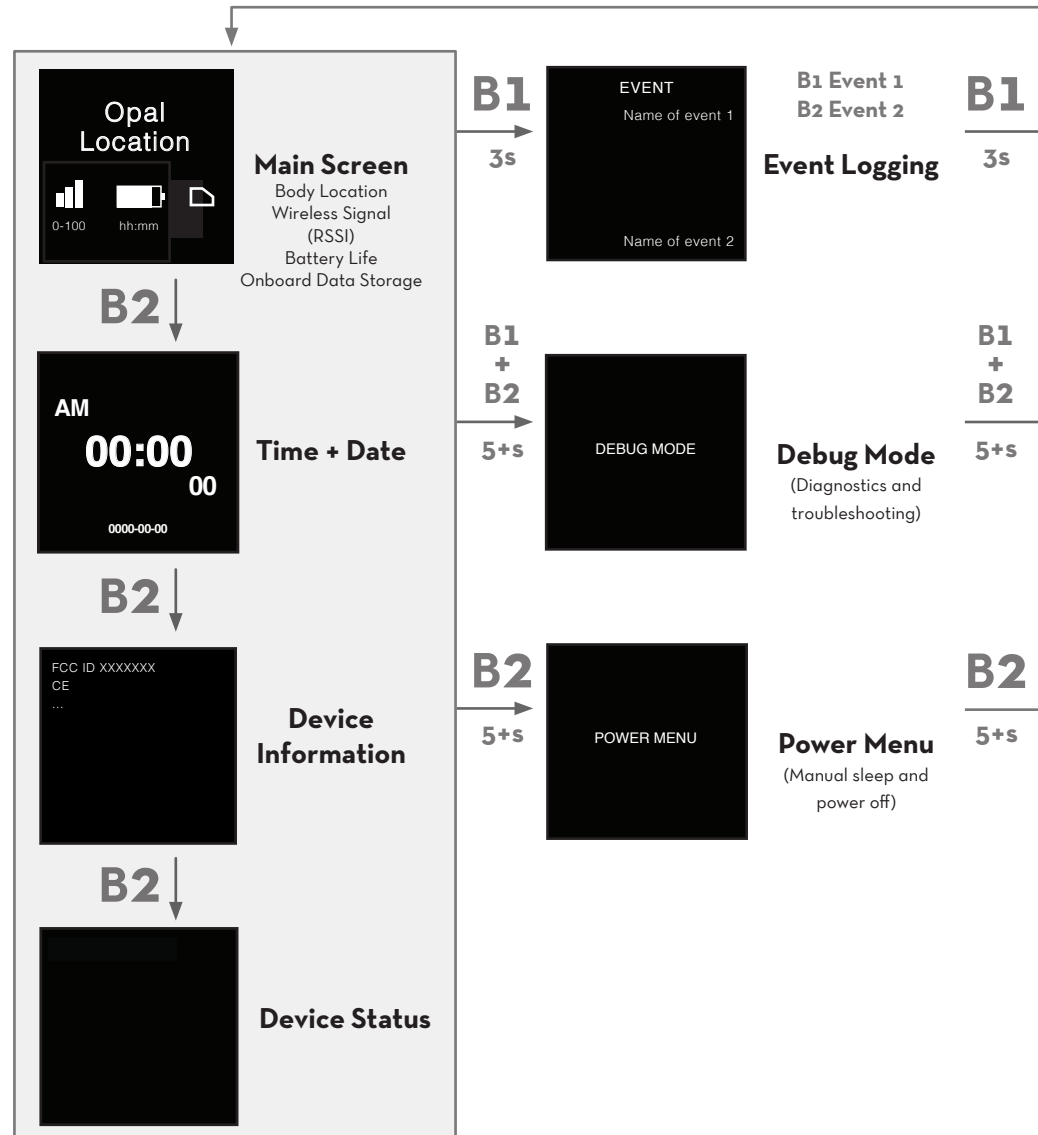 Opal
Location
0-100
hh:mm
Main Screen
Body Location
Wireless Signal
(RSSI)
Battery Life
Onboard Data Storage
B1
3s
EVENT
Name of event 1
Name of event 2
B1 Event 1
B2 Event 2
Event Logging
B1
3s
B2
AM
00:00
00
0000-00-00
Time + Date
B1
+
B2
5+s
DEBUG MODE
Debug Mode
(Diagnostics and
troubleshooting)
B1
+
B2
5+s
B2
FCC ID XXXXXXX
CE
...
Device
Information
B2
5+s
POWER MENU
Power Menu
(Manual sleep and
power off)
B2
5+s
B2
Device Status